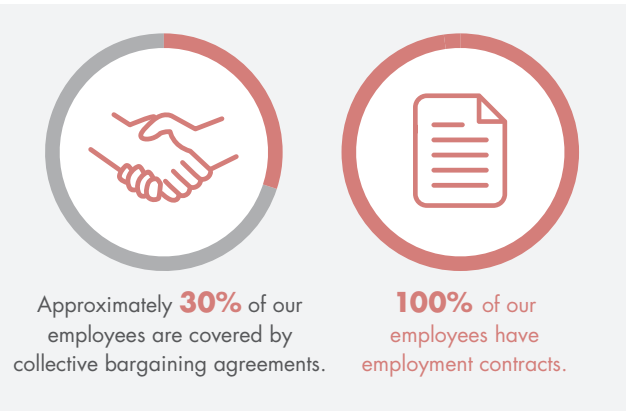 Approximately 30% of our
employees are covered by
collective bargaining agreements.
100% of our
employees have
employment contracts.